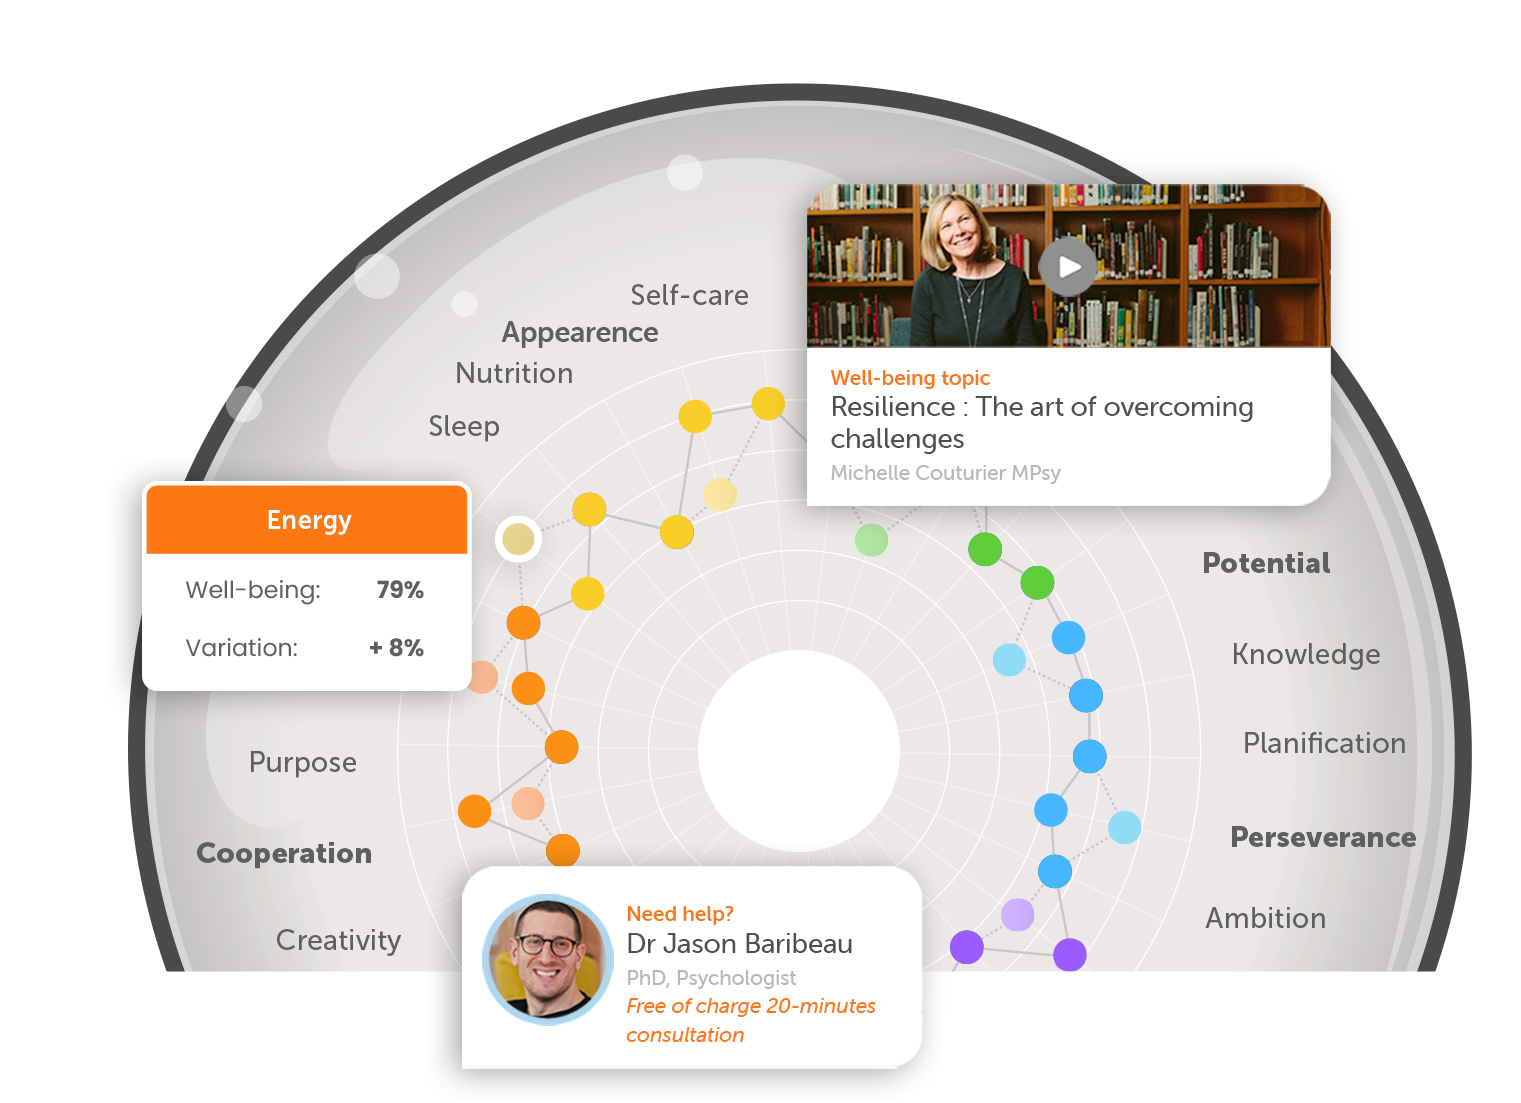 Self-care
Appearence
Nutrition
Sleep
Well-being topic
Resilience : The art of overcoming
challenges
Michelle Couturier MPsy
Energy
Well-being: 79%
Variation: + 8%
Potential
Knowledge
Purpose
Planification
Cooperation
Perseverance
Creativity
Ambition
Need help?
Dr Jason Baribeau
PhD, Psychologist
Free of charge 20-minutes
consultation